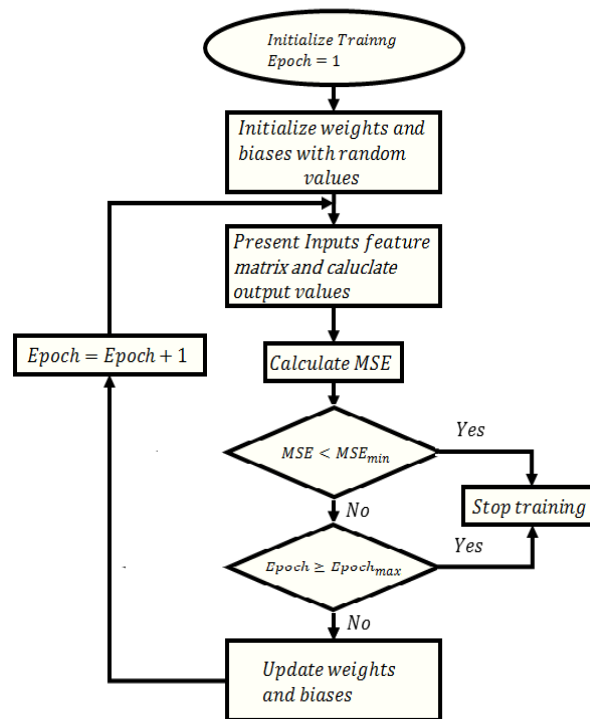 Initialize Trainng
Epoch = 1
Initialize weights and
biases with random
values
Present Inputs feature
matrix and caluclate
output values
Epoch = Epoch + 1
Calculate MSE
MSE < MSE_min
Yes
No
Stop training
Epoch ≥ Epoch_max
Yes
No
Update weights
and biases